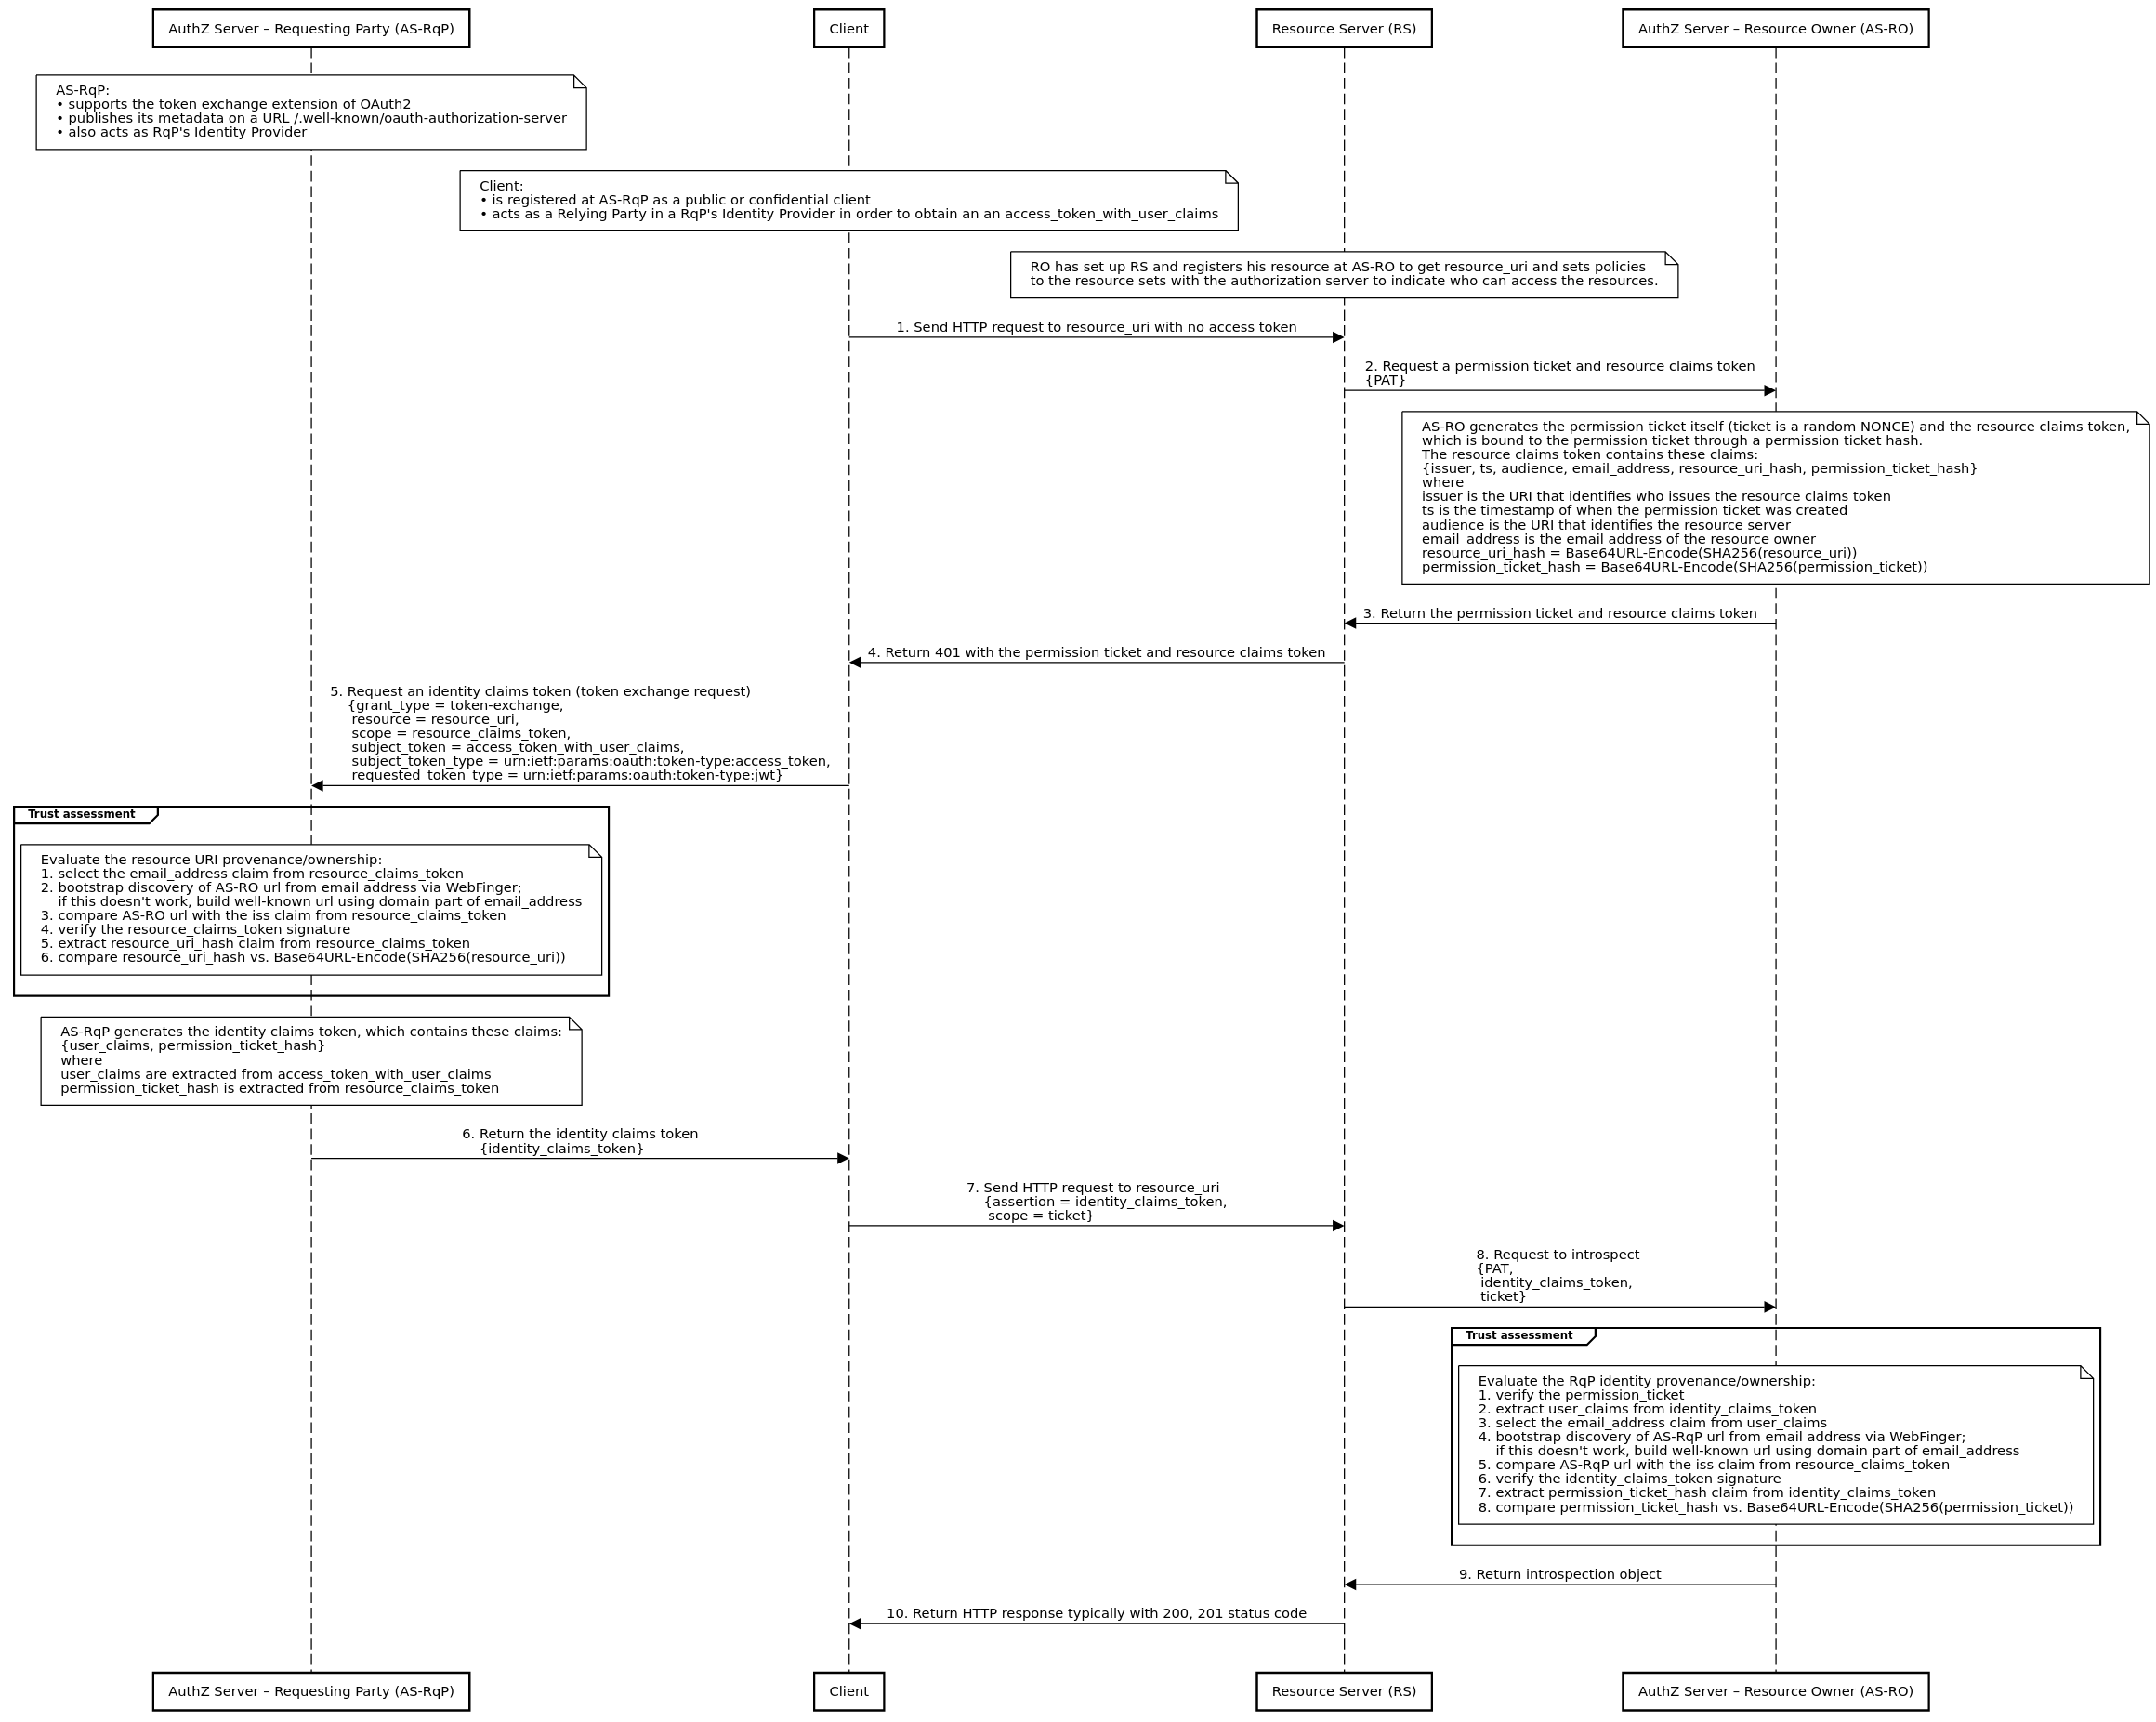 AuthZ Server – Requesting Party (AS-RqP)
Client
Resource Server (RS)
AuthZ Server – Resource Owner (AS-RO)
AS-RqP:
• supports the token exchange extension of OAuth2
• publishes its metadata on a URL /.well-known/oauth-authorization-server
• also acts as RqP's Identity Provider
Client:
• is registered at AS-RqP as a public or confidential client
• acts as a Relying Party in a RqP's Identity Provider in order to obtain an an access_token_with_user_claims
RO has set up RS and registers his resource at AS-RO to get resource_uri and sets policies
to the resource sets with the authorization server to indicate who can access the resources.
1. Send HTTP request to resource_uri with no access token
2. Request a permission ticket and resource claims token
{PAT}
AS-RO generates the permission ticket itself (ticket is a random NONCE) and the resource claims token,
which is bound to the permission ticket through a permission ticket hash.
The resource claims token contains these claims:
{issuer, ts, audience, email_address, resource_uri_hash, permission_ticket_hash}
where
issuer is the URI that identifies who issues the resource claims token
ts is the timestamp of when the permission ticket was created
audience is the URI that identifies the resource server
email_address is the email address of the resource owner
resource_uri_hash = Base64URL-Encode(SHA256(resource_uri))
permission_ticket_hash = Base64URL-Encode(SHA256(permission_ticket))
3. Return the permission ticket and resource claims token
4. Return 401 with the permission ticket and resource claims token
5. Request an identity claims token (token exchange request)
{grant_type = token-exchange,
resource = resource_uri,
scope = resource_claims_token,
subject_token = access_token_with_user_claims,
subject_token_type = urn:ietf:params:oauth:token-type:access_token,
requested_token_type = urn:ietf:params:oauth:token-type:jwt}
Trust assessment
Evaluate the resource URI provenance/ownership:
1. select the email_address claim from resource_claims_token
2. bootstrap discovery of AS-RO url from email address via WebFinger;
if this doesn't work, build well-known url using domain part of email_address
3. compare AS-RO url with the iss claim from resource_claims_token
4. verify the resource_claims_token signature
5. extract resource_uri_hash claim from resource_claims_token
6. compare resource_uri_hash vs. Base64URL-Encode(SHA256(resource_uri))
AS-RqP generates the identity claims token, which contains these claims:
{user_claims, permission_ticket_hash}
where
user_claims are extracted from access_token_with_user_claims
permission_ticket_hash is extracted from resource_claims_token
6. Return the identity claims token
{identity_claims_token}
7. Send HTTP request to resource_uri
{assertion = identity_claims_token,
scope = ticket}
8. Request to introspect
{PAT,
identity_claims_token,
ticket}
Trust assessment
Evaluate the RqP identity provenance/ownership:
1. verify the permission_ticket
2. extract user_claims from identity_claims_token
3. select the email_address claim from user_claims
4. bootstrap discovery of AS-RqP url from email address via WebFinger;
if this doesn't work, build well-known url using domain part of email_address
5. compare AS-RqP url with the iss claim from resource_claims_token
6. verify the identity_claims_token signature
7. extract permission_ticket_hash claim from identity_claims_token
8. compare permission_ticket_hash vs. Base64URL-Encode(SHA256(permission_ticket))
9. Return introspection object
10. Return HTTP response typically with 200, 201 status code
AuthZ Server – Requesting Party (AS-RqP)
Client
Resource Server (RS)
AuthZ Server – Resource Owner (AS-RO)